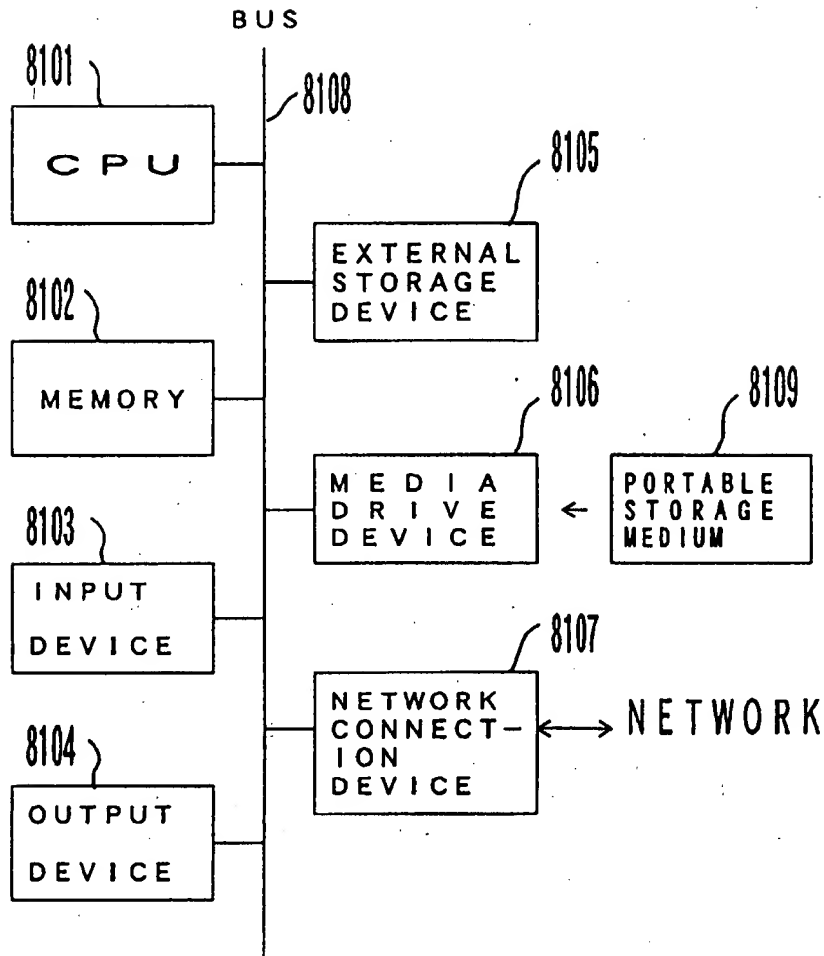 BUS
8101
8108
CPU
8105
EXTERNAL
STORAGE
DEVICE
8102
MEMORY
8106
8109
MEDIA
DRIVE
DEVICE
PORTABLE
STORAGE
MEDIUM
8103
INPUT
DEVICE
8107
NETWORK
CONNECT-
ION
DEVICE
NETWORK
8104
OUTPUT
DEVICE